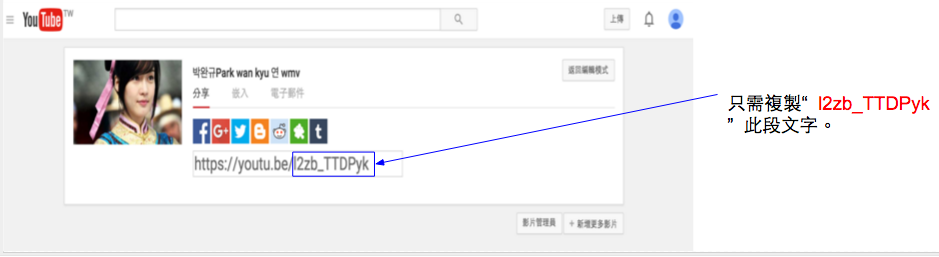 YouTube TW
上傳
박완규Park wan kyu 연 wmv
返回編輯模式
分享 嵌入 電子郵件
https://youtu.be/l2zb_TTDPyk
影片管理員 + 新增更多影片
只需複製“ l2zb_TTDPyk
” 此段文字。